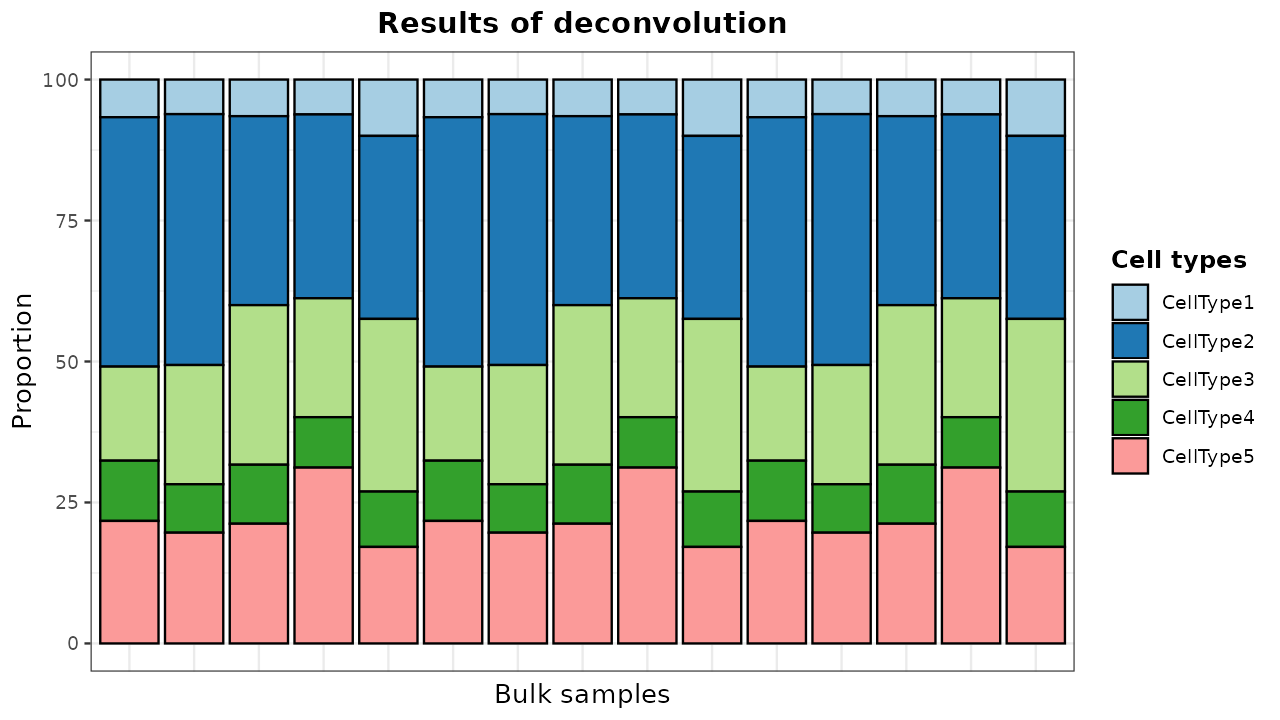 Results of deconvolution
100
75
50
25
0
Proportion
Bulk samples
Cell types
CellType1
CellType2
CellType3
CellType4
CellType5